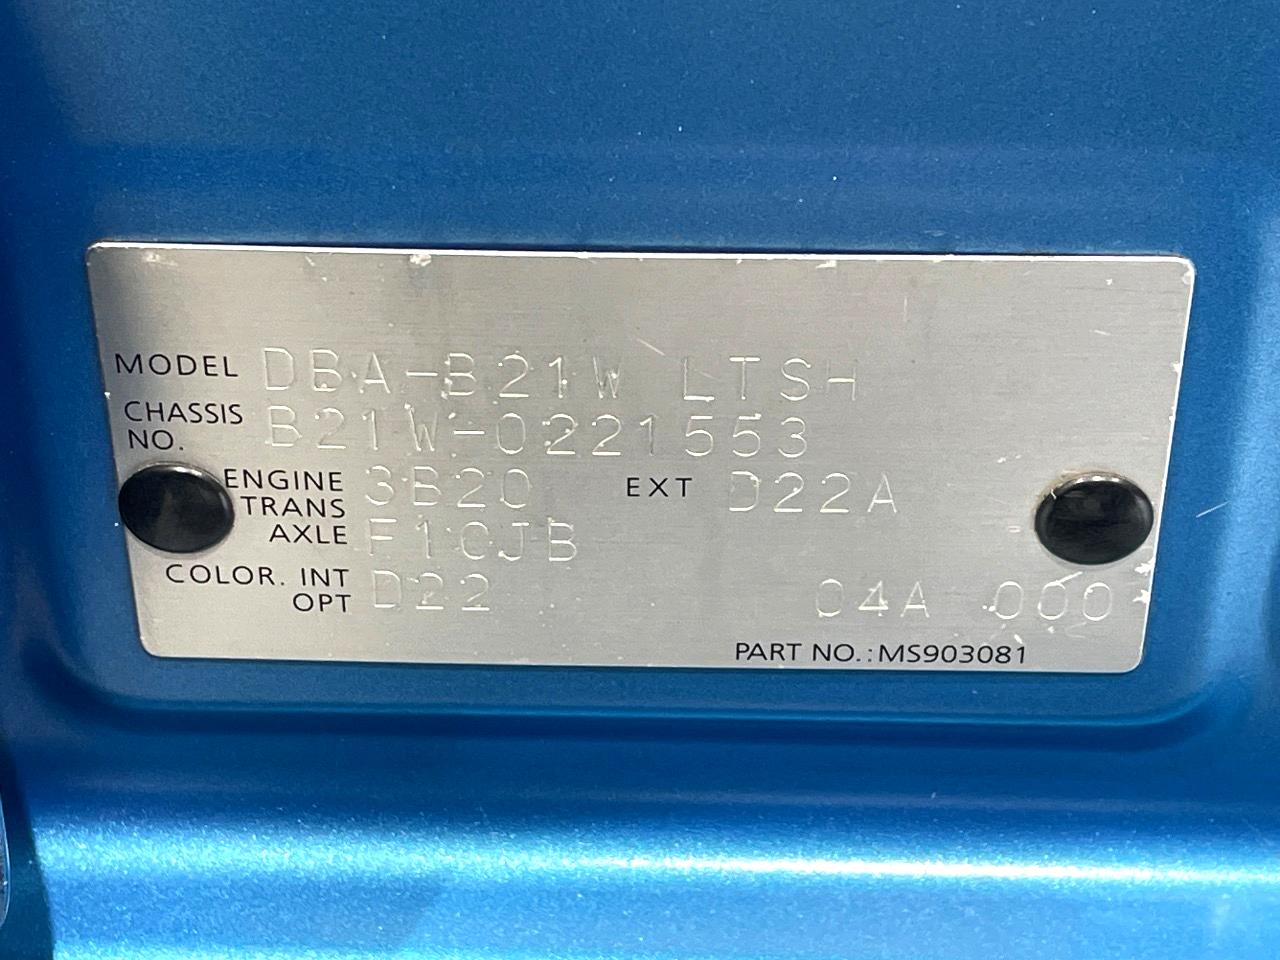 MODEL DBA-B21W LTSH
CHASSIS NO. B21W-0221553
ENGINE 3B20 EXT D22A
TRANS AXLE F1CJB
COLOR. INT OPT D22 04A 000
PART NO.:MS903081